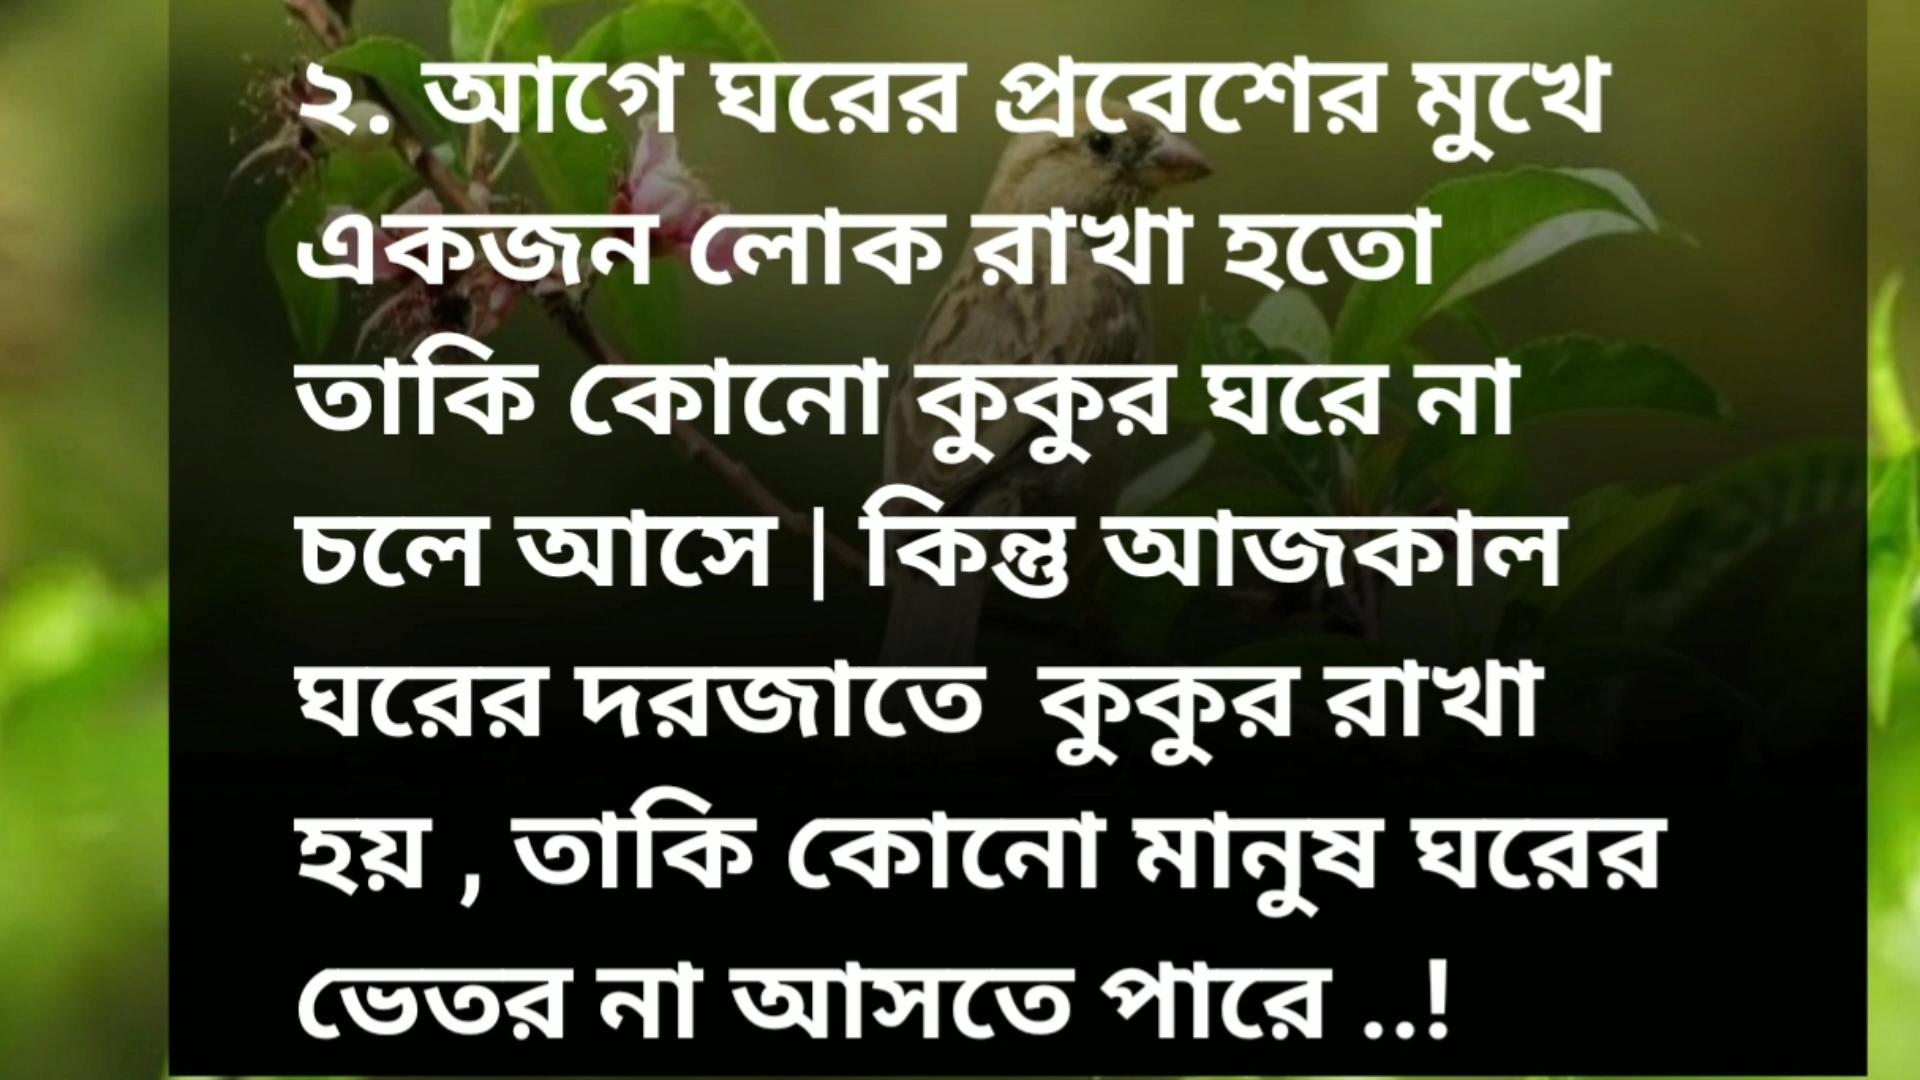 ২. আগে ঘরের প্রবেশের মুখে
একজন লোক রাখা হতো
তাকি কোনো কুকুর ঘরে না
চলে আসে | কিন্তু আজকাল
ঘরের দরজাতে কুকুর রাখা
হয় , তাকি কোনো মানুষ ঘরের
ভেতর না আসতে পারে ..!